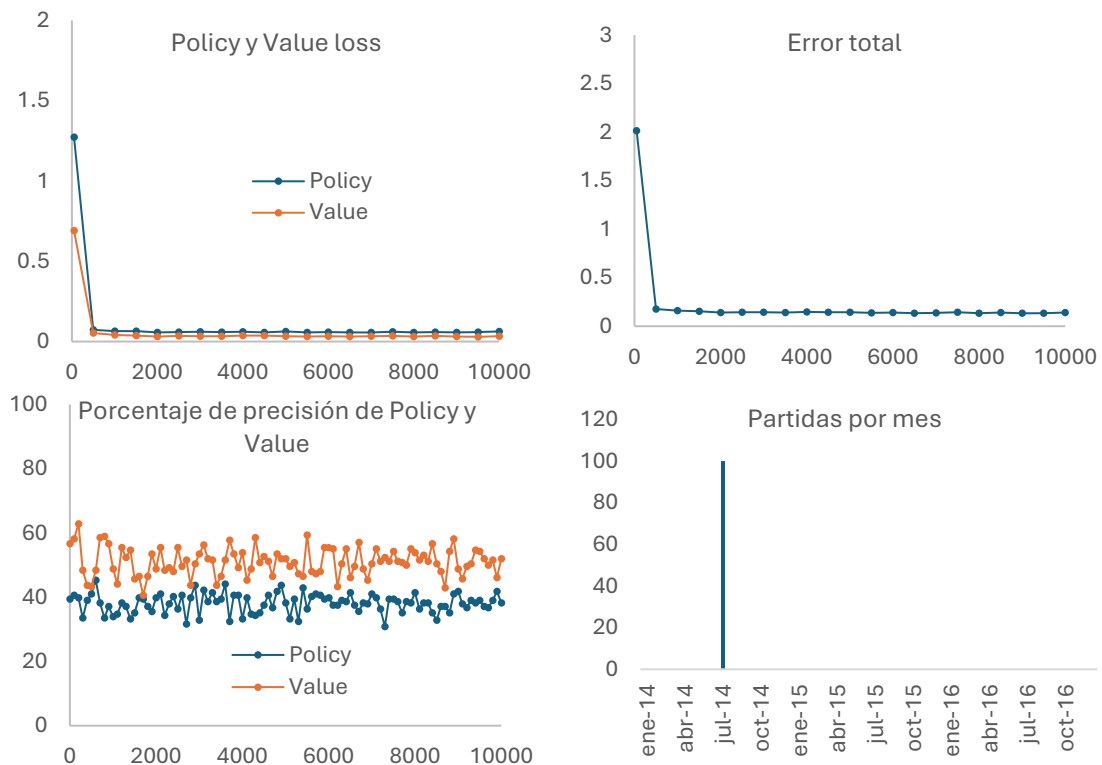 Policy y Value loss
2
1.5
1
0.5
0
Policy
Value
0 2000 4000 6000 8000 10000
Error total
3
2.5
2
1.5
1
0.5
0
0 2000 4000 6000 8000 10000
Porcentaje de precisión de Policy y
Value
100
80
60
40
20
0
Policy
Value
0 2000 4000 6000 8000 10000
Partidas por mes
120
100
80
60
40
20
0
ene-14 abr-14 jul-14 oct-14 ene-15 abr-15 jul-15 oct-15 ene-16 abr-16 jul-16 oct-16